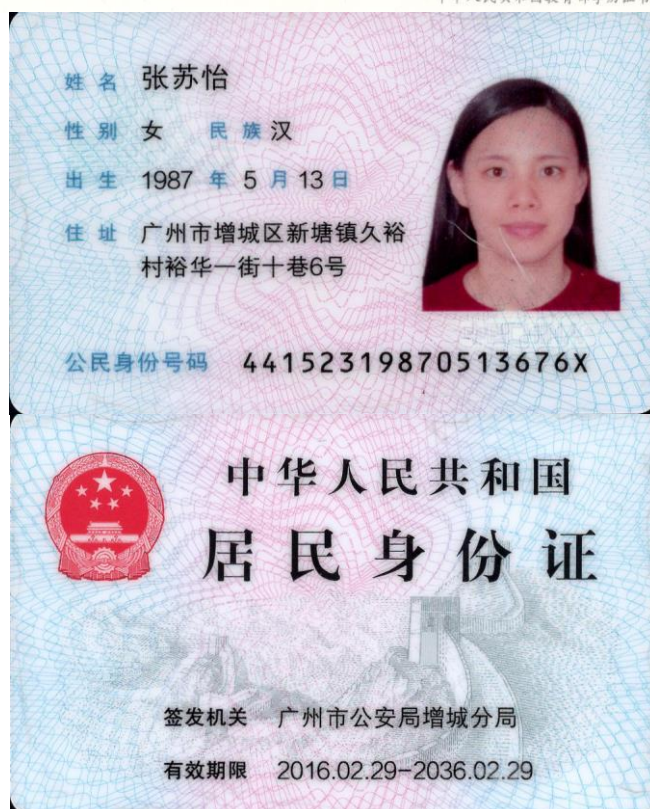 姓名 张苏怡
性别 女 民族 汉
出生 1987 年 5 月 13 日
住址 广州市增城区新塘镇久裕
村裕华一街十巷6号
公民身份号码 44152319870513676X
中华人民共和国
居民身份证
签发机关 广州市公安局增城分局
有效期限 2016.02.29-2036.02.29